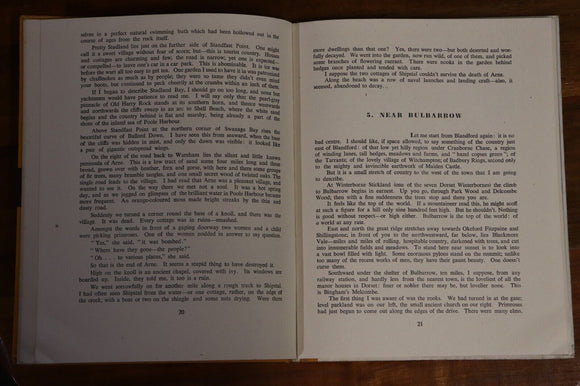 selves in a perfect natural swimming bath which had been hollowed out in the
course of ages from the rock itself.
Pretty Studland lies just on the farther side of Standfast Point. One might
call it a sweet village without fear of scorn, but—this is tourist country. Houses
and cottages are charming and few, the road is narrow; yet one is expected—
or compelled—to leave one's car in a car park. This is abominable. It is too
before the wart all too many to get one. One garden I used to have it in was patronised
by chaffinches as much as by people, they were so tame they didn't even mind
your boots, but continued to peck cheerily at the crumbs within an inch of them.
If I began to describe Studland Bay, I should go on too long, and some but
yachtsmen would have patience to read me. I will say only that the pearl-grey
pinnacle of Old Harry Rock stands at its southern horn, and thence westward
and northwards the cliffs sweep in an arc to Shell Beach, where the white sand
begins and the country behind is flat and marshy, being already a part of the
shore of the inland sea of Poole Harbour.
Above Standfast Point at the northern corner of Swanage Bay rises the
beautiful curve of Ballard Down. I have seen this from seaward, when the base
of the cliffs was hidden in mist, and only the down was visible: it looked like
a pair of gigantic outspread wings.
On the right of the road back to Wareham lies the silent and little known
peninsula of Arne. This is a low tract of sand some four miles long and three
broad, grown over with heather, fern and gorse, with here and there some groups
of fir trees, many bramble tangles, and one small secret wood of ruined oaks. The
single road leads to the village. I had read that Arne was a pleasant village, and
wanted to see it. On the way there we met not a soul. It was a hot spring
day, and as we jogged on glimpses of the brilliant blues in Poole Harbour became
more frequent. An orange-coloured moss made bright streaks by the thin and
dusty road.
Suddenly we turned a corner round the foot of a knoll, and there was the
village. It was dead. Every cottage was in ruins—smashed.
Amongst the words in front of a gaping doorway two women and a child
were picking primroses. One of the women nodded in answer to my question.
"Yes," she said, "it was bombed."
"Where have they gone—the people?"
"Oh . . . to various places," she said.
So that is the end of Arne. It seems a stupid thing to have destroyed it.
High on the knoll is an ancient chapel, covered with ivy. Its windows are
boarded up. Inside, they told me, it too is in ruin.
We went sorrowfully on for another mile along a rough track to Shipstal.
I had often seen Shipstal from the water—or one cottage, rather, on the edge of
the creek, with a boat or two on the shingle and some nets drying. Were there
20
more dwellings than that one? Yes, there were two—but both deserted and woefully
decayed. We went into the garden, now run wild, of one of them, and picked
some branches of flowering currant. There were nooks in the garden behind
hedges once planted and tended with care.
I suppose the two cottages of Shipstal couldn't survive the death of Arne.
Along the beach was a row of naval launches and landing craft—also, it
seemed, abandoned to decay. . .
5. NEAR BULBARROW
Let me start from Blandford again: it is no
bad centre. I should like, if space allowed, to say something of the country just
east of Blandford: of that low yet hilly region under Cranborne Chase, a region
of winding lanes, tall hedges, meadows and farms, and "island copses green"; of
the Tarrants; of the lovely village of Witchampton; of Badbury Rings, second only
to the mighty and invincible earthwork of Maiden Castle.
But it is a small stretch of country to the west of the town that I am going
to describe.
At Winterborne Stickland (one of the seven Dorset Winterbornes) the climb
to Bulbarrow begins in earnest. Up you go, through Park Wood and Delcombe
Wood; then with a fine suddenness the trees stop and there you are.
It feels like the top of the world. If a mountaineer read this, he might scoff
at such a figure for a hill only nine hundred feet high. But why? Nothing is
good without respect—or high either. Bulbarrow is the top of the world: of
a world at any rate.
East and north the great ridge stretches away towards Okeford Fitzpaine and
Shillingstone; in front of you to the north-westward, far below, lies Blackmore
Vale—miles and miles of rolling, hospitable country, darkened with trees, and cut
into innumerable fields and meadows. To stand here near sunset is to look into
a vast bowl filled with light. Some enormous pylons stand on the summit; unlike
too many of the recent works of men, they have their gaunt beauty. One doesn't
exclude them.
Southward under the shelter of Bulbarrow, ten miles, I suppose, from any
railway station, and hardly less from the nearest town, is the loveliest of all the
manor houses in Dorset: finer or nobler there may be, but lovelier none. This
is Bingham's Melcombe.
The first thing I was aware of was the rooks. We had turned in at the gate;
level parkland was on our right, the small ancient church on our right. Primroses
had just begun to come out along the edges of the drive. There were many elms,
21